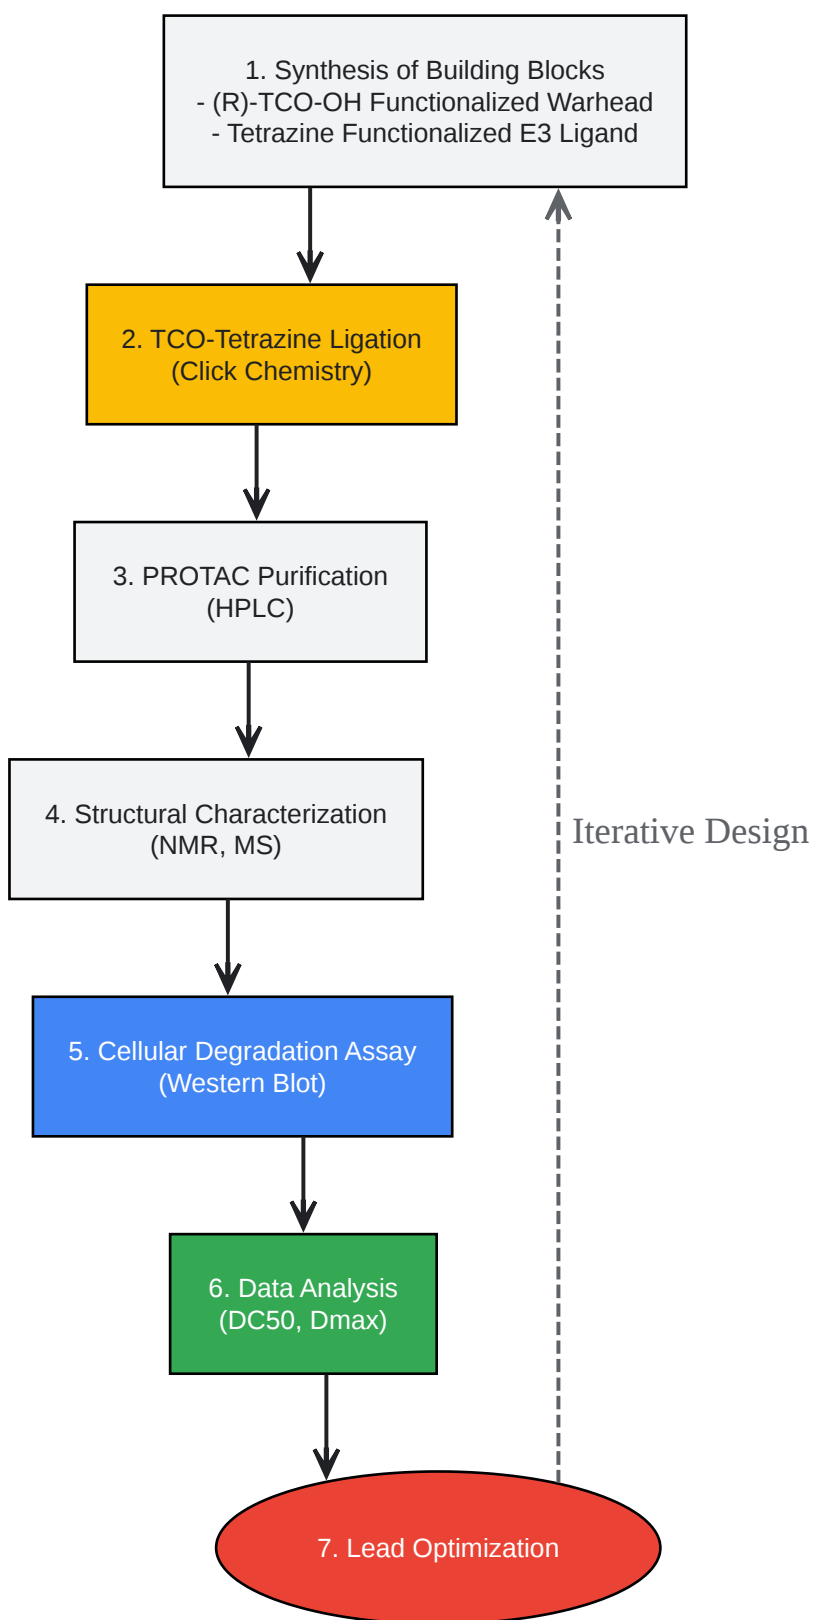 1. Synthesis of Building Blocks
- (R)-TCO-OH Functionalized Warhead
- Tetrazine Functionalized E3 Ligand
2. TCO-Tetrazine Ligation
(Click Chemistry)
3. PROTAC Purification
(HPLC)
4. Structural Characterization
(NMR, MS)
Iterative Design
5. Cellular Degradation Assay
(Western Blot)
6. Data Analysis
(DC50, Dmax)
7. Lead Optimization